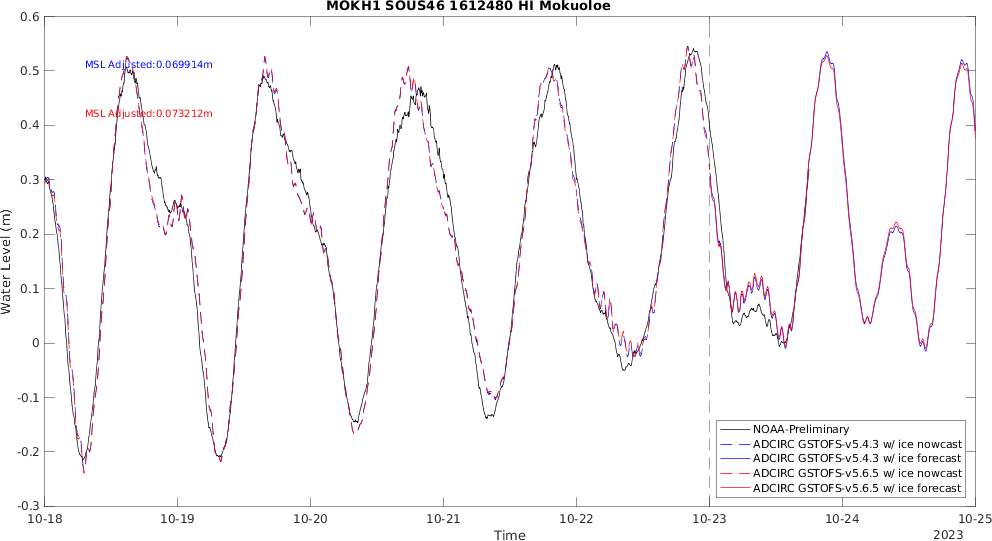 MOKH1 SOUS46 1612480 HI Mokuoloe
0.6
0.5
0.4
0.3
0.2
0.1
0
-0.1
-0.2
-0.3
Water Level (m)
MSL Adjusted:0.069914m
MSL Adjusted:0.073212m
NOAA-Preliminary
ADCIRC GSTOFS-v5.4.3 w/ ice nowcast
ADCIRC GSTOFS-v5.4.3 w/ ice forecast
ADCIRC GSTOFS-v5.6.5 w/ ice nowcast
ADCIRC GSTOFS-v5.6.5 w/ ice forecast
10-18 10-19 10-20 10-21 10-22 10-23 10-24 10-25
Time
2023